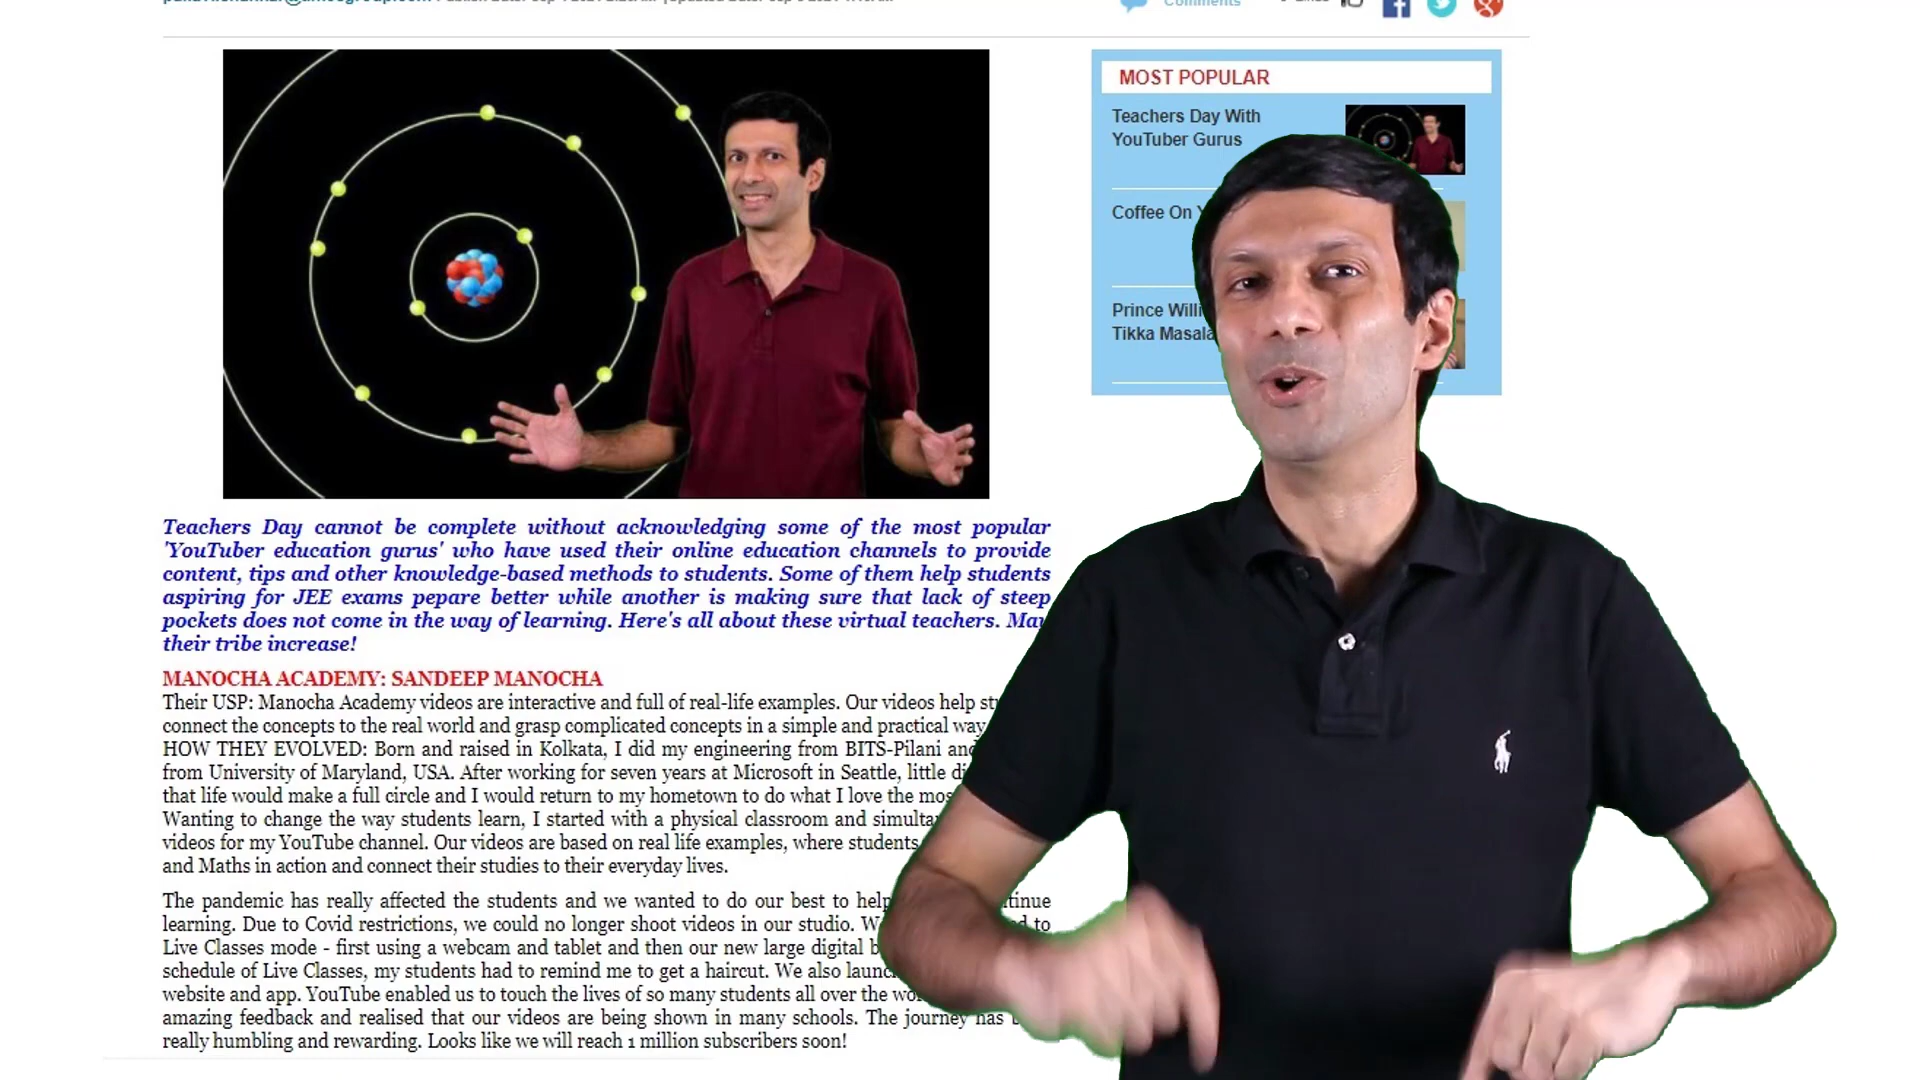 Comments
MOST POPULAR
Teachers Day With
YouTuber Gurus
Coffee On
Prince
Tikka Masala
Teachers Day cannot be complete without acknowledging some of the most popular
'YouTuber education gurus' who have used their online education channels to provide
content, tips and other knowledge-based methods to students. Some of them help students
aspiring for JEE exams pepare better while another is making sure that lack of steep
pockets does not come in the way of learning. Here's all about these virtual teachers. May
their tribe increase!
MANOCHA ACADEMY: SANDEEP MANOCHA
Their USP: Manocha Academy videos are interactive and full of real-life examples. Our videos help
connect the concepts to the real world and grasp complicated concepts in a simple and practical way
HOW THEY EVOLVED: Born and raised in Kolkata, I did my engineering from BITS-Pilani and
from University of Maryland, USA. After working for seven years at Microsoft in Seattle, little
that life would make a full circle and I would return to my hometown to do what I love the
Wanting to change the way students learn, I started with a physical classroom and
videos for my YouTube channel. Our videos are based on real life examples, where students
and Maths in action and connect their studies to their everyday lives.
The pandemic has really affected the students and we wanted to do our best to help
learning. Due to Covid restrictions, we could no longer shoot videos in our studio. to
Live Classes mode - first using a webcam and tablet and then our new large digital
schedule of Live Classes, my students had to remind me to get a haircut. We also
website and app. YouTube enabled us to touch the lives of so many students all over the
amazing feedback and realised that our videos are being shown in many schools. The journey has
really humbling and rewarding. Looks like we will reach 1 million subscribers soon!